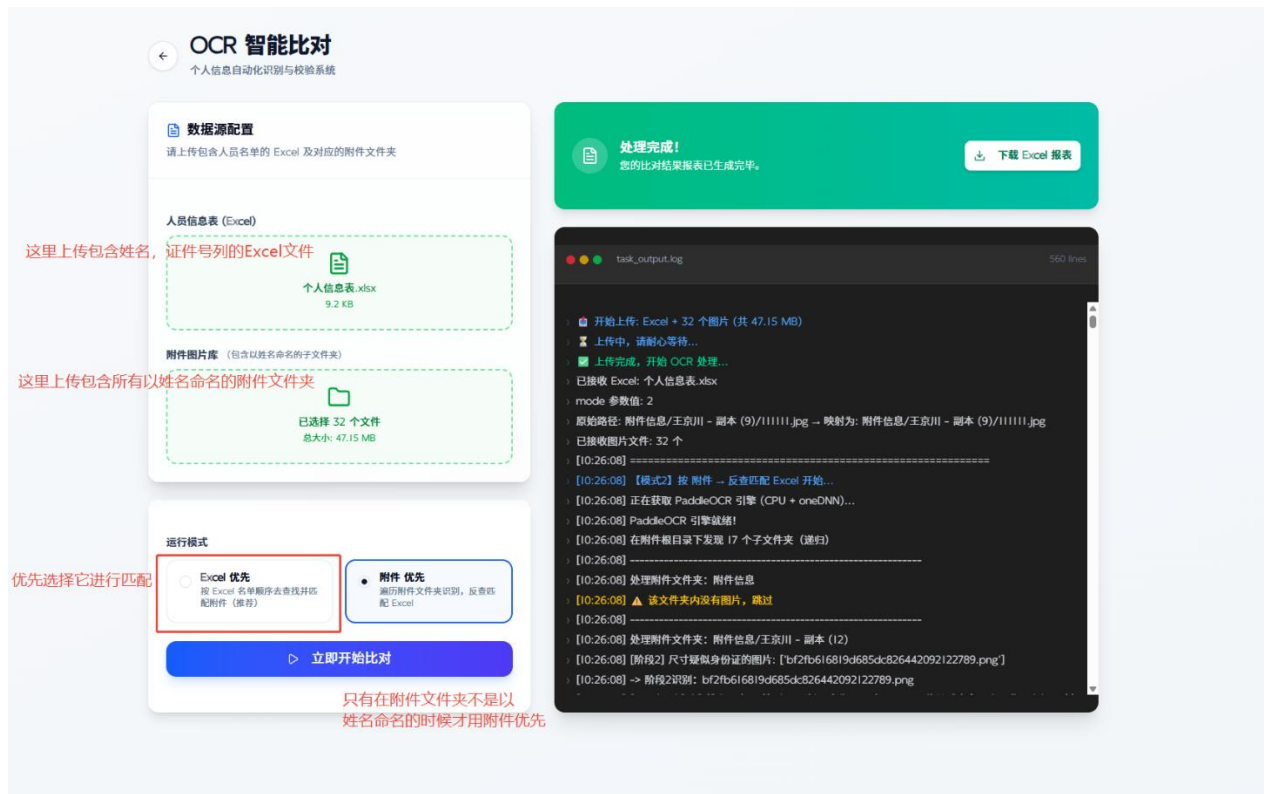 OCR 智能比对
个人信息自动化识别与校验系统
数据源配置
请上传包含人员名单的 Excel 及对应的附件文件夹
人员信息表 (Excel)
这里上传包含姓名，证件号列的Excel文件
个人信息表.xlsx
9.2 KB
附件图片库 (包含以姓名命名的子文件夹)
这里上传包含所有以姓名命名的附件文件夹
已选择 32 个文件
总大小: 47.15 MB
运行模式
优先选择它进行匹配
Excel 优先
按 Excel 名单顺序去查找并匹
配附件（推荐）
附件 优先
遍历附件文件夹识别，反查匹
配 Excel
立即开始比对
只有在附件文件夹不是以
姓名命名的时候才用附件优先
处理完成！
您的比对结果报表已生成完毕。
下载 Excel 报表
task_output.log
560 lines
› 开始上传: Excel + 32 个图片 (共 47.15 MB)
› 上传中，请耐心等待...
› 上传完成，开始 OCR 处理...
› 已接收 Excel: 个人信息表.xlsx
› mode 参数值: 2
› 原始路径: 附件信息/王京川 - 副本 (9)/111111.jpg → 映射为: 附件信息/王京川 - 副本 (9)/111111.jpg
› 已接收图片文件: 32 个
› [10:26:08] ============================================================
› [10:26:08] 【模式2】按 附件 → 反查匹配 Excel 开始...
› [10:26:08] 正在获取 PaddleOCR 引擎 (CPU + oneDNN)...
› [10:26:08] PaddleOCR 引擎就绪!
› [10:26:08] 在附件根目录下发现 17 个子文件夹（递归）
› [10:26:08] ------------------------------------------------------------
› [10:26:08] 处理附件文件夹：附件信息
› [10:26:08] ⚠ 该文件夹内没有图片，跳过
› [10:26:08] ------------------------------------------------------------
› [10:26:08] 处理附件文件夹：附件信息/王京川 - 副本 (12)
› [10:26:08] [阶段2] 尺寸疑似身份证的图片: ['bf2fb616819d685dc826442092122789.png']
› [10:26:08] -> 阶段2识别：bf2fb616819d685dc826442092122789.png